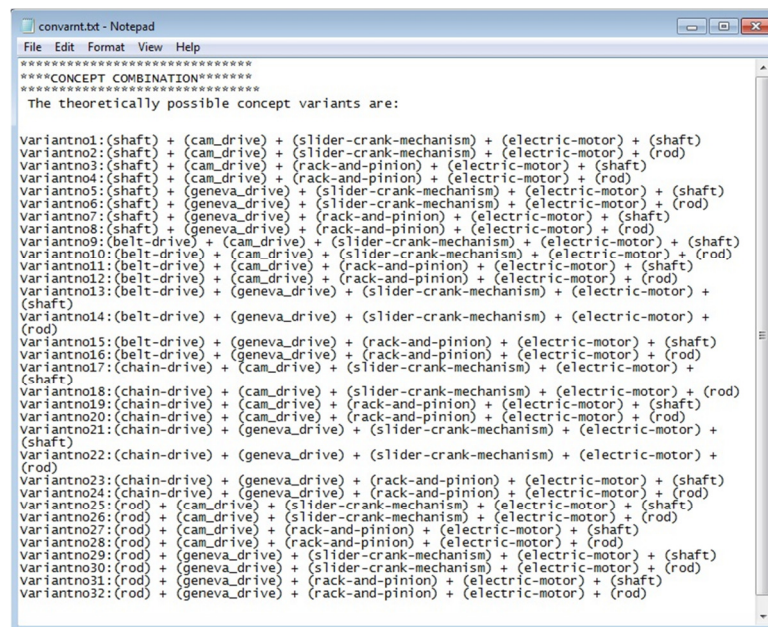 convarnt.txt - Notepad
File Edit Format View Help
******************************
****CONCEPT COMBINATION*******
*******************************
The theoretically possible concept variants are:
Variantno1:(shaft) + (cam_drive) + (slider-crank-mechanism) + (electric-motor) + (shaft)
Variantno2:(shaft) + (cam_drive) + (slider-crank-mechanism) + (electric-motor) + (rod)
Variantno3:(shaft) + (cam_drive) + (rack-and-pinion) + (electric-motor) + (shaft)
Variantno4:(shaft) + (cam_drive) + (rack-and-pinion) + (electric-motor) + (rod)
Variantno5:(shaft) + (geneva_drive) + (slider-crank-mechanism) + (electric-motor) + (shaft)
Variantno6:(shaft) + (geneva_drive) + (slider-crank-mechanism) + (electric-motor) + (rod)
Variantno7:(shaft) + (geneva_drive) + (rack-and-pinion) + (electric-motor) + (shaft)
Variantno8:(shaft) + (geneva_drive) + (rack-and-pinion) + (electric-motor) + (rod)
Variantno9:(belt-drive) + (cam_drive) + (slider-crank-mechanism) + (electric-motor) + (shaft)
Variantno10:(belt-drive) + (cam_drive) + (slider-crank-mechanism) + (electric-motor) + (rod)
Variantno11:(belt-drive) + (cam_drive) + (rack-and-pinion) + (electric-motor) + (shaft)
Variantno12:(belt-drive) + (cam_drive) + (rack-and-pinion) + (electric-motor) + (rod)
Variantno13:(belt-drive) + (geneva_drive) + (slider-crank-mechanism) + (electric-motor) +
(shaft)
Variantno14:(belt-drive) + (geneva_drive) + (slider-crank-mechanism) + (electric-motor) +
(rod)
Variantno15:(belt-drive) + (geneva_drive) + (rack-and-pinion) + (electric-motor) + (shaft)
Variantno16:(belt-drive) + (geneva_drive) + (rack-and-pinion) + (electric-motor) + (rod)
Variantno17:(chain-drive) + (cam_drive) + (slider-crank-mechanism) + (electric-motor) +
(shaft)
Variantno18:(chain-drive) + (cam_drive) + (slider-crank-mechanism) + (electric-motor) + (rod)
Variantno19:(chain-drive) + (cam_drive) + (rack-and-pinion) + (electric-motor) + (shaft)
Variantno20:(chain-drive) + (cam_drive) + (rack-and-pinion) + (electric-motor) + (rod)
Variantno21:(chain-drive) + (geneva_drive) + (slider-crank-mechanism) + (electric-motor) +
(shaft)
Variantno22:(chain-drive) + (geneva_drive) + (slider-crank-mechanism) + (electric-motor) +
(rod)
Variantno23:(chain-drive) + (geneva_drive) + (rack-and-pinion) + (electric-motor) + (shaft)
Variantno24:(chain-drive) + (geneva_drive) + (rack-and-pinion) + (electric-motor) + (rod)
Variantno25:(rod) + (cam_drive) + (slider-crank-mechanism) + (electric-motor) + (shaft)
Variantno26:(rod) + (cam_drive) + (slider-crank-mechanism) + (electric-motor) + (rod)
Variantno27:(rod) + (cam_drive) + (rack-and-pinion) + (electric-motor) + (shaft)
Variantno28:(rod) + (cam_drive) + (rack-and-pinion) + (electric-motor) + (rod)
Variantno29:(rod) + (geneva_drive) + (slider-crank-mechanism) + (electric-motor) + (shaft)
Variantno30:(rod) + (geneva_drive) + (slider-crank-mechanism) + (electric-motor) + (rod)
Variantno31:(rod) + (geneva_drive) + (rack-and-pinion) + (electric-motor) + (shaft)
Variantno32:(rod) + (geneva_drive) + (rack-and-pinion) + (electric-motor) + (rod)